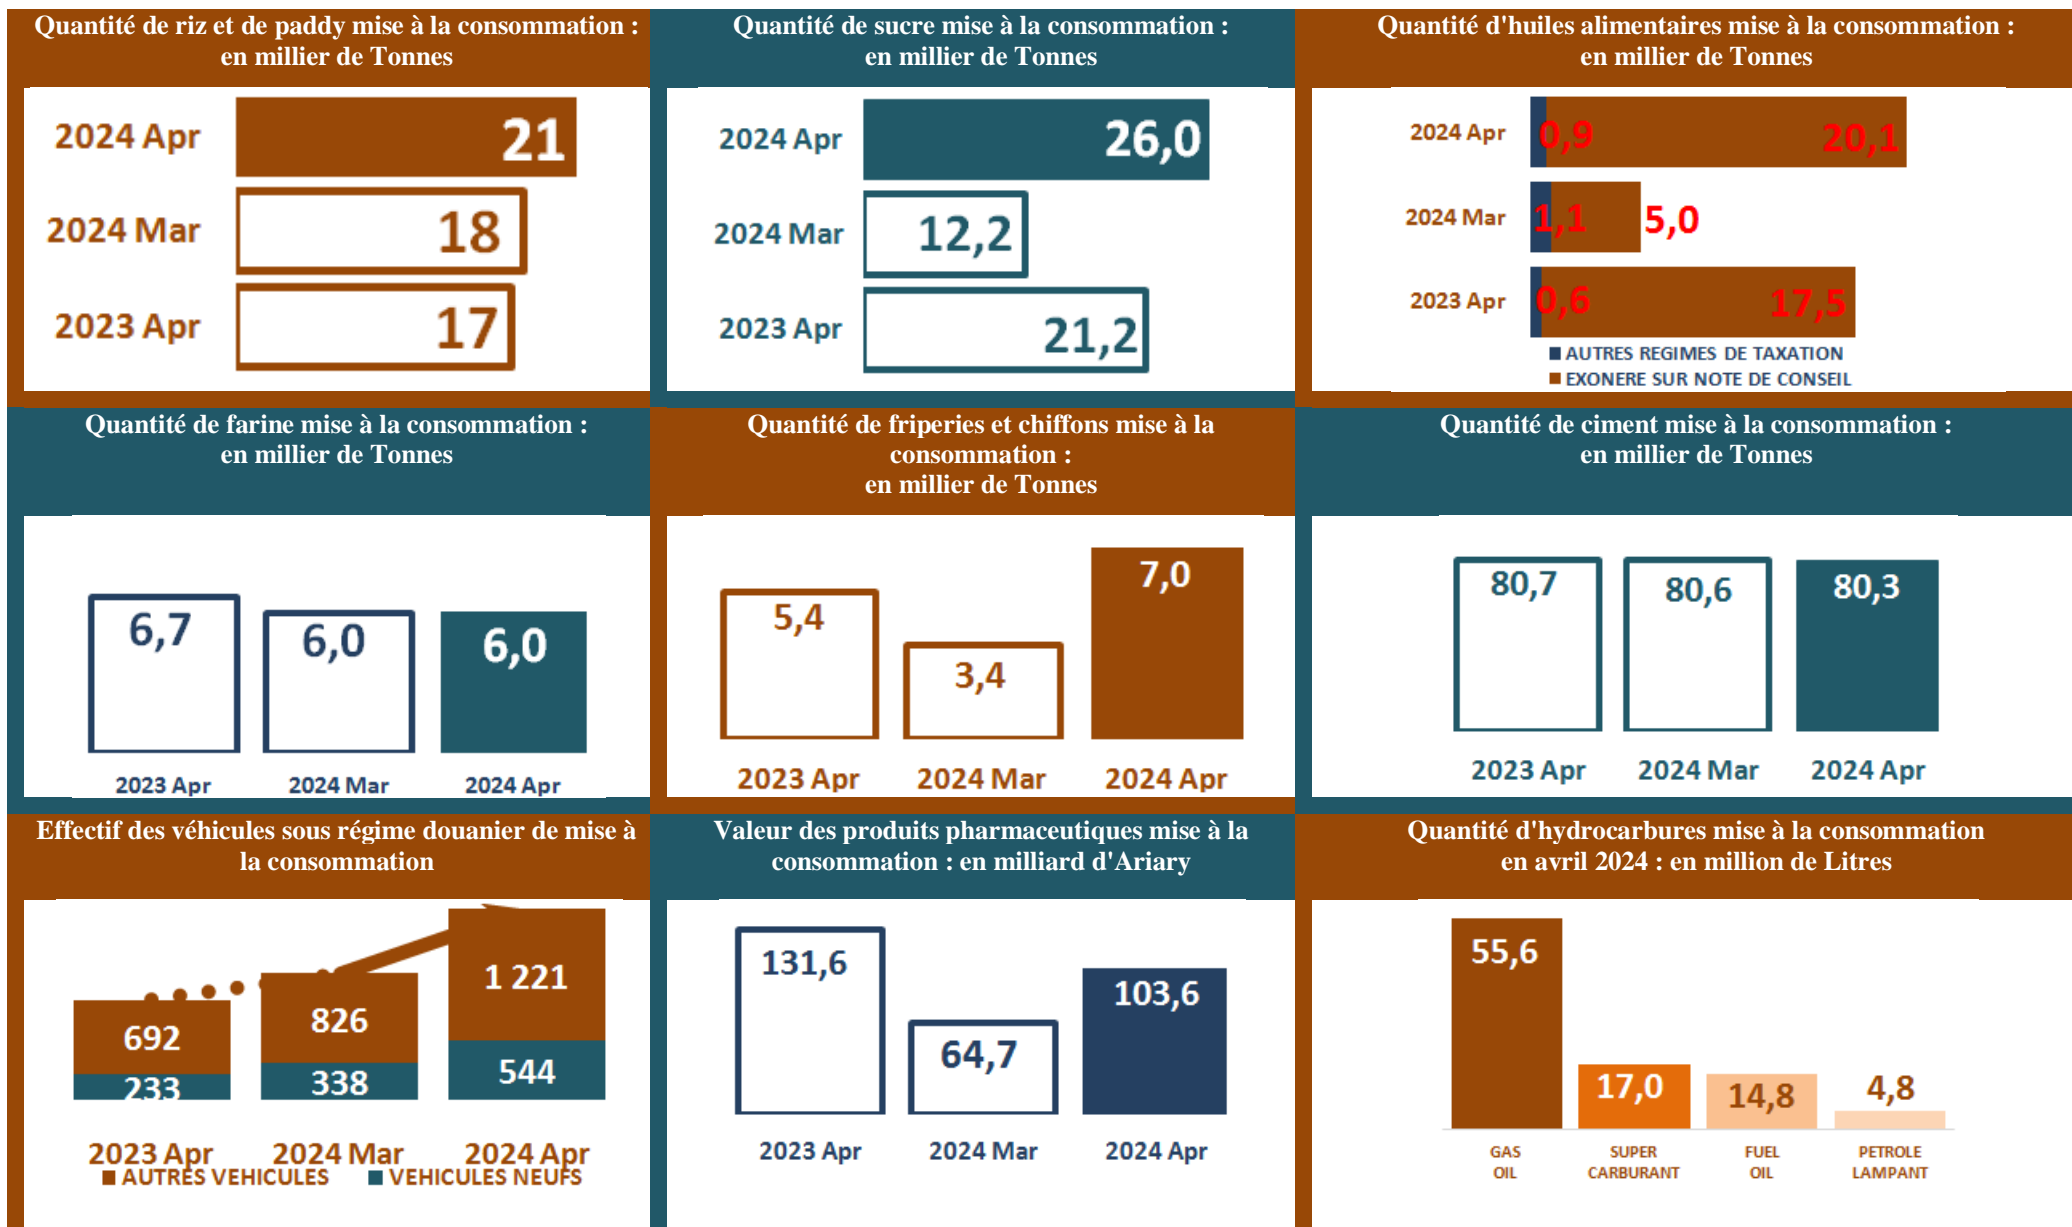 Quantité de riz et de paddy mise à la consommation :
en millier de Tonnes
2024 Apr
21
2024 Mar
18
2023 Apr
17
Quantité de sucre mise à la consommation :
en millier de Tonnes
2024 Apr
26,0
2024 Mar
12,2
2023 Apr
21,2
Quantité d'huiles alimentaires mise à la consommation :
en millier de Tonnes
2024 Apr
0,9
20,1
2024 Mar
1,1
5,0
2023 Apr
0,6
17,5
AUTRES REGIMES DE TAXATION
EXONERE SUR NOTE DE CONSEIL
Quantité de farine mise à la consommation :
en millier de Tonnes
6,7
6,0
6,0
2023 Apr
2024 Mar
2024 Apr
Quantité de friperies et chiffons mise à la
consommation :
en millier de Tonnes
5,4
3,4
7,0
2023 Apr
2024 Mar
2024 Apr
Quantité de ciment mise à la consommation :
en millier de Tonnes
80,7
80,6
80,3
2023 Apr
2024 Mar
2024 Apr
Effectif des véhicules sous régime douanier de mise à
la consommation
692
826
1 221
233
338
544
2023 Apr
2024 Mar
2024 Apr
AUTRES VEHICULES
VEHICULES NEUFS
Valeur des produits pharmaceutiques mise à la
consommation : en milliard d'Ariary
131,6
64,7
103,6
2023 Apr
2024 Mar
2024 Apr
Quantité d'hydrocarbures mise à la consommation
en avril 2024 : en million de Litres
55,6
17,0
14,8
4,8
GAS
OIL
SUPER
CARBURANT
FUEL
OIL
PETROLE
LAMPANT